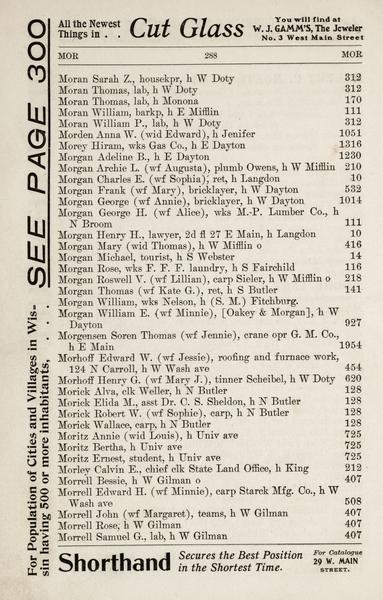 All the Newest
Things in . . Cut Glass
You will find at
W. J. GAMM'S, The Jeweler
No. 3 West Main Street
MOR 288 MOR
Moran Sarah Z., housekpr, h W Doty 312
Moran Thomas, lab, h W Doty 312
Moran Thomas, lab, h Monona 170
Moran William, barkp, h E Mifflin 111
Moran William P., lab, h W Doty 312
Morden Anna W. (wid Edward), h Jenifer 1051
Morey Hiram, wks Gas Co., h E Dayton 1316
Morgan Adeline B., h E Dayton 1230
Morgan Archie L. (wf Augusta), plumb Owens, h W Mifflin 210
Morgan Charles E. (wf Sophia), ret, h Langdon 10
Morgan Frank (wf Mary), bricklayer, h W Dayton 532
Morgan George (wf Annie), bricklayer, h W Dayton 1014
Morgan George H. (wf Alice), wks M.-P. Lumber Co., h
N Broom 111
Morgan Henry H., lawyer, 2d fl 27 E Main, h Langdon 10
Morgan Mary (wid Thomas), h W Mifflin o 416
Morgan Michael, tourist, h S Webster 14
Morgan Rose, wks F. F. F. laundry, h S Fairchild 116
Morgan Roswell V. (wf Lillian), carp Sieler, h W Mifflin o 218
Morgan Thomas (wf Kate G.), ret, h S Butler 141
Morgan William, wks Nelson, h (S. M.) Fitchburg.
Morgan William E. (wf Minnie), [Oakey & Morgan], h W
Dayton 927
Morgensen Soren Thomas (wf Jennie), crane opr G. M. Co.,
h E Main 1954
Morhoff Edward W. (wf Jessie), roofing and furnace work,
124 N Carroll, h W Wash ave 454
Morhoff Henry G. (wf Mary J.), tinner Scheibel, h W Doty 620
Morick Alva, clk Weller, h N Butler 128
Morick Elida M., asst Dr. C. S. Sheldon, h N Butler 128
Morick Robert W. (wf Sophie), carp, h N Butler 128
Morick Wallace, carp, h N Butler 128
Moritz Annie (wid Louis), h Univ ave 725
Moritz Bertha, h Univ ave 725
Moritz Ernest, student, h Univ ave 725
Morley Calvin E., chief clk State Land Office, h King 212
Morrell Bessie, h W Gilman o 407
Morrell Edward H. (wf Minnie), carp Starck Mfg. Co., h W
Wash ave 508
Morrell John (wf Margaret), teams, h W Gilman 407
Morrell Rose, h W Gilman 407
Morrell Samuel G., lab, h W Gilman 407
Shorthand
Secures the Best Position
in the Shortest Time.
For Catalogue
29 W. MAIN
STREET.
For Population of Cities and Villages in Wis-
sin having 500 or more inhabitants, . . . SEE PAGE 300